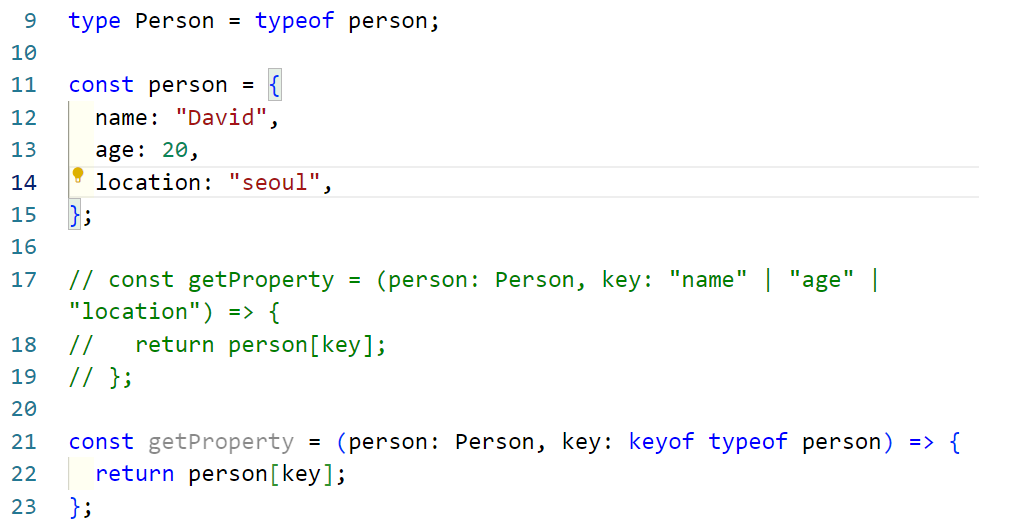 9 type Person = typeof person;
10
11 const person = {
12   name: "David",
13   age: 20,
14   location: "seoul",
15 };
16
17 // const getProperty = (person: Person, key: "name" | "age" |
"location") => {
18 //   return person[key];
19 // };
20
21 const getProperty = (person: Person, key: keyof typeof person) => {
22   return person[key];
23 };